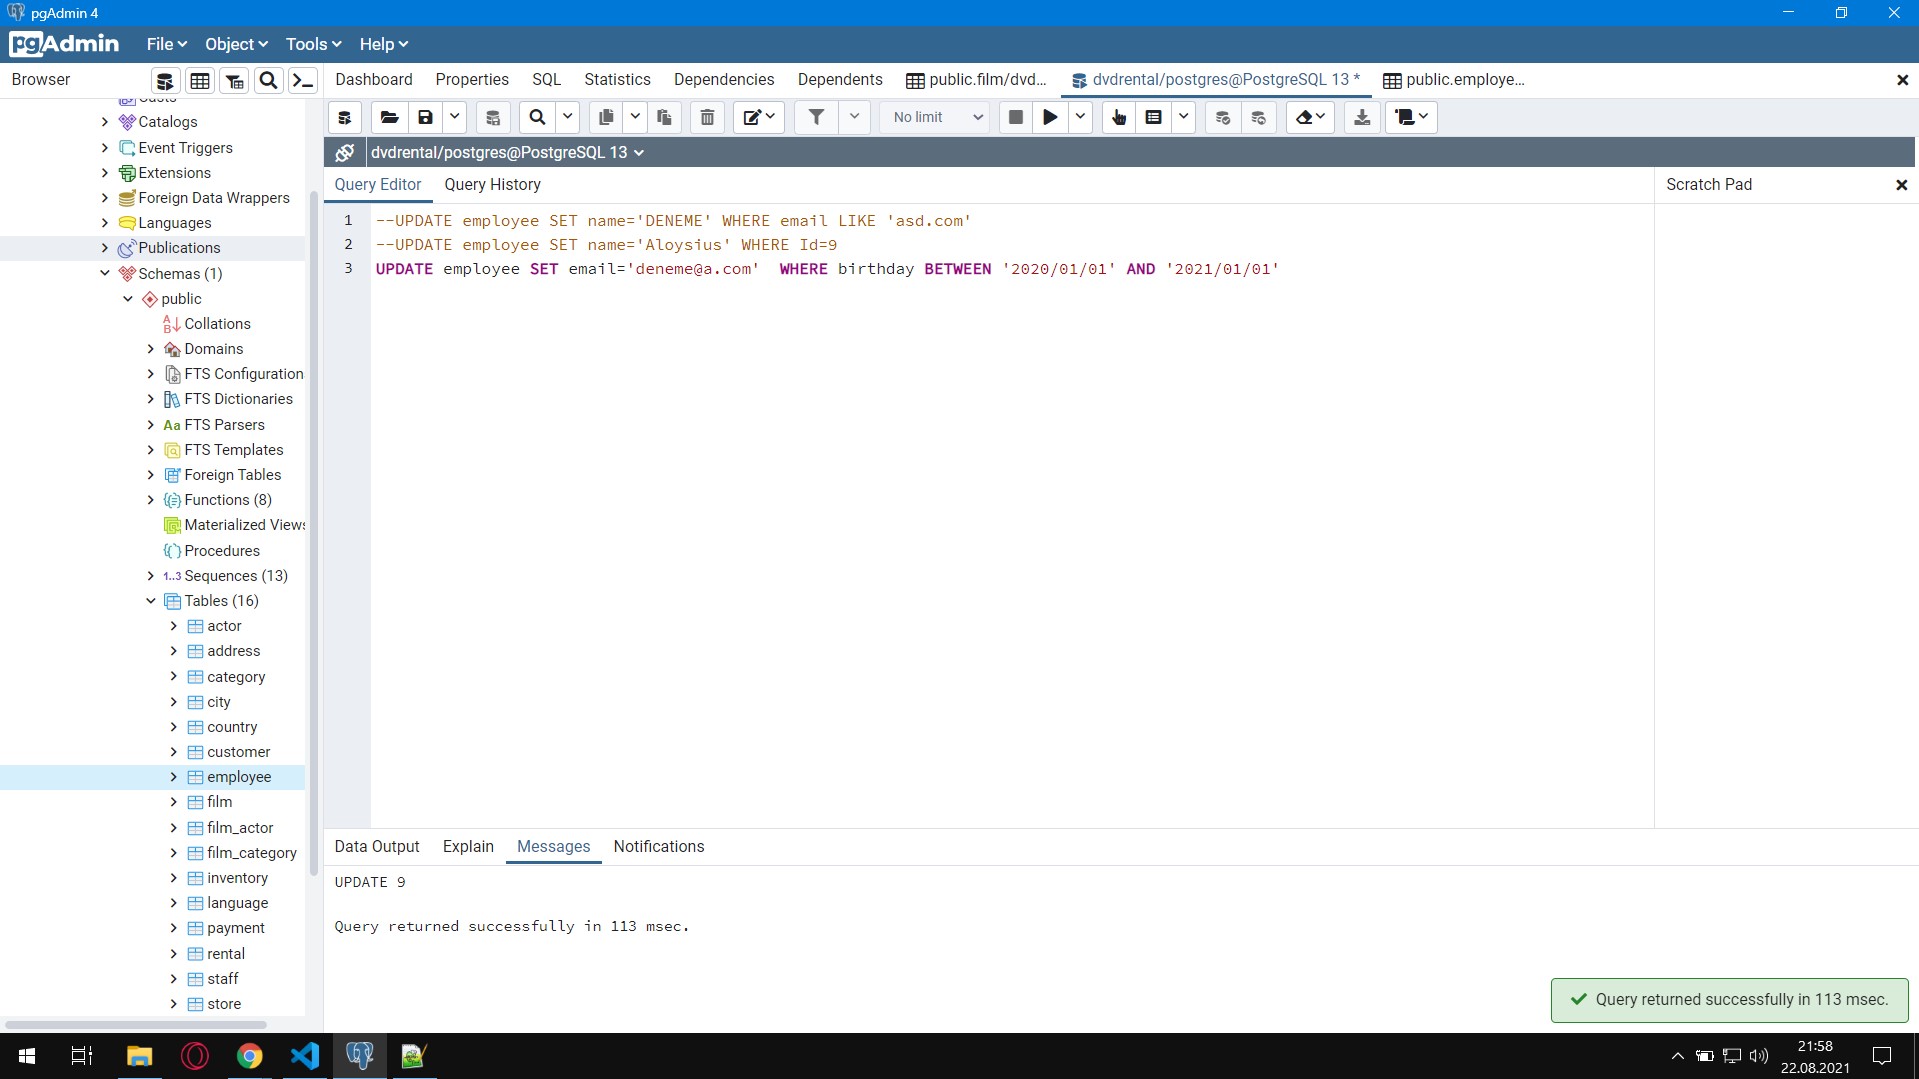 pgAdmin 4
pgAdmin File Object Tools Help
Browser
Dashboard Properties SQL Statistics Dependencies Dependents public.film/dvd... dvdrental/postgres@PostgreSQL 13 * public.employe...
No limit
dvdrental/postgres@PostgreSQL 13
Query Editor Query History
Scratch Pad
1 --UPDATE employee SET name='DENEME' WHERE email LIKE 'asd.com'
2 --UPDATE employee SET name='Aloysius' WHERE Id=9
3 UPDATE employee SET email='deneme@a.com'  WHERE birthday BETWEEN '2020/01/01' AND '2021/01/01'
Casts
Catalogs
Event Triggers
Extensions
Foreign Data Wrappers
Languages
Publications
Schemas (1)
public
Collations
Domains
FTS Configuration
FTS Dictionaries
Aa FTS Parsers
FTS Templates
Foreign Tables
Functions (8)
Materialized Views
Procedures
1..3 Sequences (13)
Tables (16)
actor
address
category
city
country
customer
employee
film
film_actor
film_category
inventory
language
payment
rental
staff
store
Data Output Explain Messages Notifications
UPDATE 9
Query returned successfully in 113 msec.
Query returned successfully in 113 msec.
21:58
22.08.2021